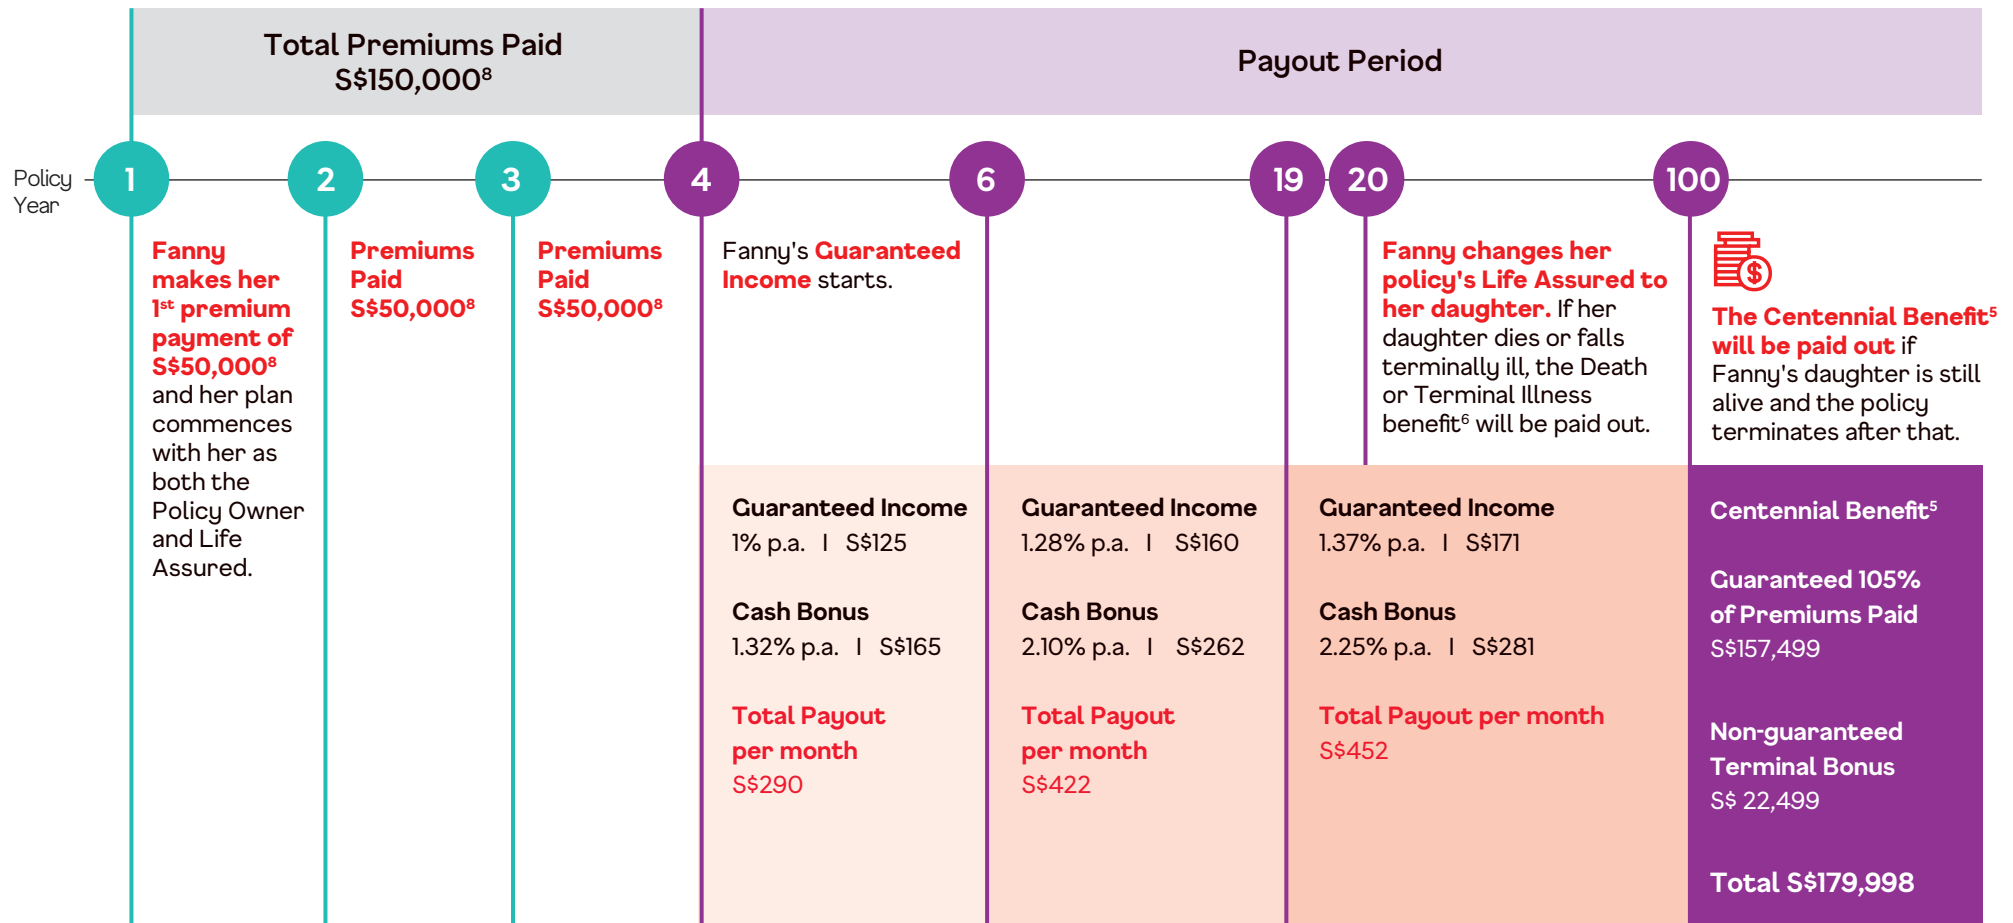 Total Premiums Paid
S$150,000⁸
Payout Period
Policy
Year
1
2
3
4
6
19
20
100
Fanny
makes her
1st premium
payment of
S$50,000⁸
and her plan
commences
with her as
both the
Policy Owner
and Life
Assured.
Premiums
Paid
S$50,000⁸
Premiums
Paid
S$50,000⁸
Fanny's Guaranteed
Income starts.
Fanny changes her
policy's Life Assured to
her daughter. If her
daughter dies or falls
terminally ill, the Death
or Terminal Illness
benefit⁶ will be paid out.
The Centennial Benefit⁵
will be paid out if
Fanny's daughter is still
alive and the policy
terminates after that.
Guaranteed Income
1% p.a. I S$125
Cash Bonus
1.32% p.a. I S$165
Total Payout
per month
S$290
Guaranteed Income
1.28% p.a. I S$160
Cash Bonus
2.10% p.a. I S$262
Total Payout
per month
S$422
Guaranteed Income
1.37% p.a. I S$171
Cash Bonus
2.25% p.a. I S$281
Total Payout per month
S$452
Centennial Benefit⁵
Guaranteed 105%
of Premiums Paid
S$157,499
Non-guaranteed
Terminal Bonus
S$ 22,499
Total S$179,998